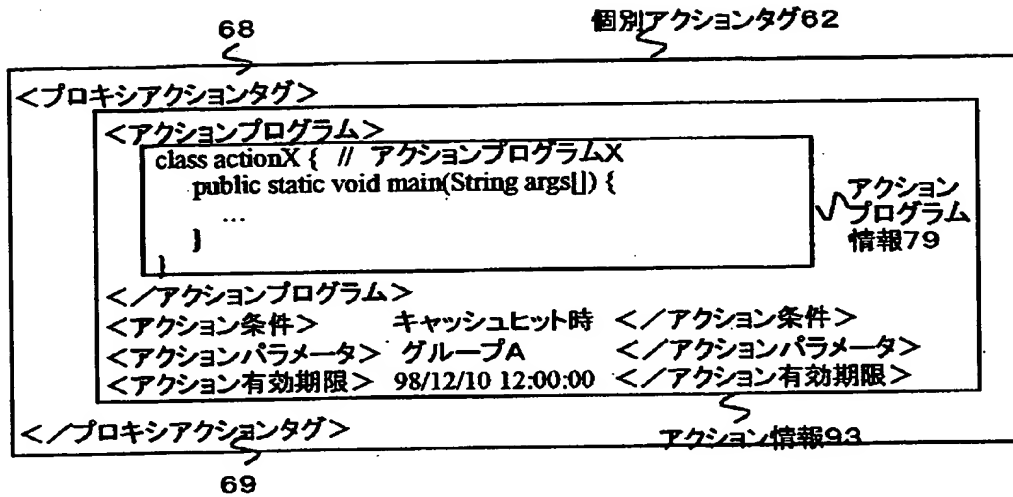 68
個別アクションタグ62
<プロキシアクションタグ>
<アクションプログラム>
class actionX { // アクションプログラムX
public static void main(String args[]) {
...
}
}
アクション
プログラム
情報79
</アクションプログラム>
<アクション条件> キャッシュヒット時 </アクション条件>
<アクションパラメータ> グループA </アクションパラメータ>
<アクション有効期限> 98/12/10 12:00:00 </アクション有効期限>
</プロキシアクションタグ>
アクション情報93
69